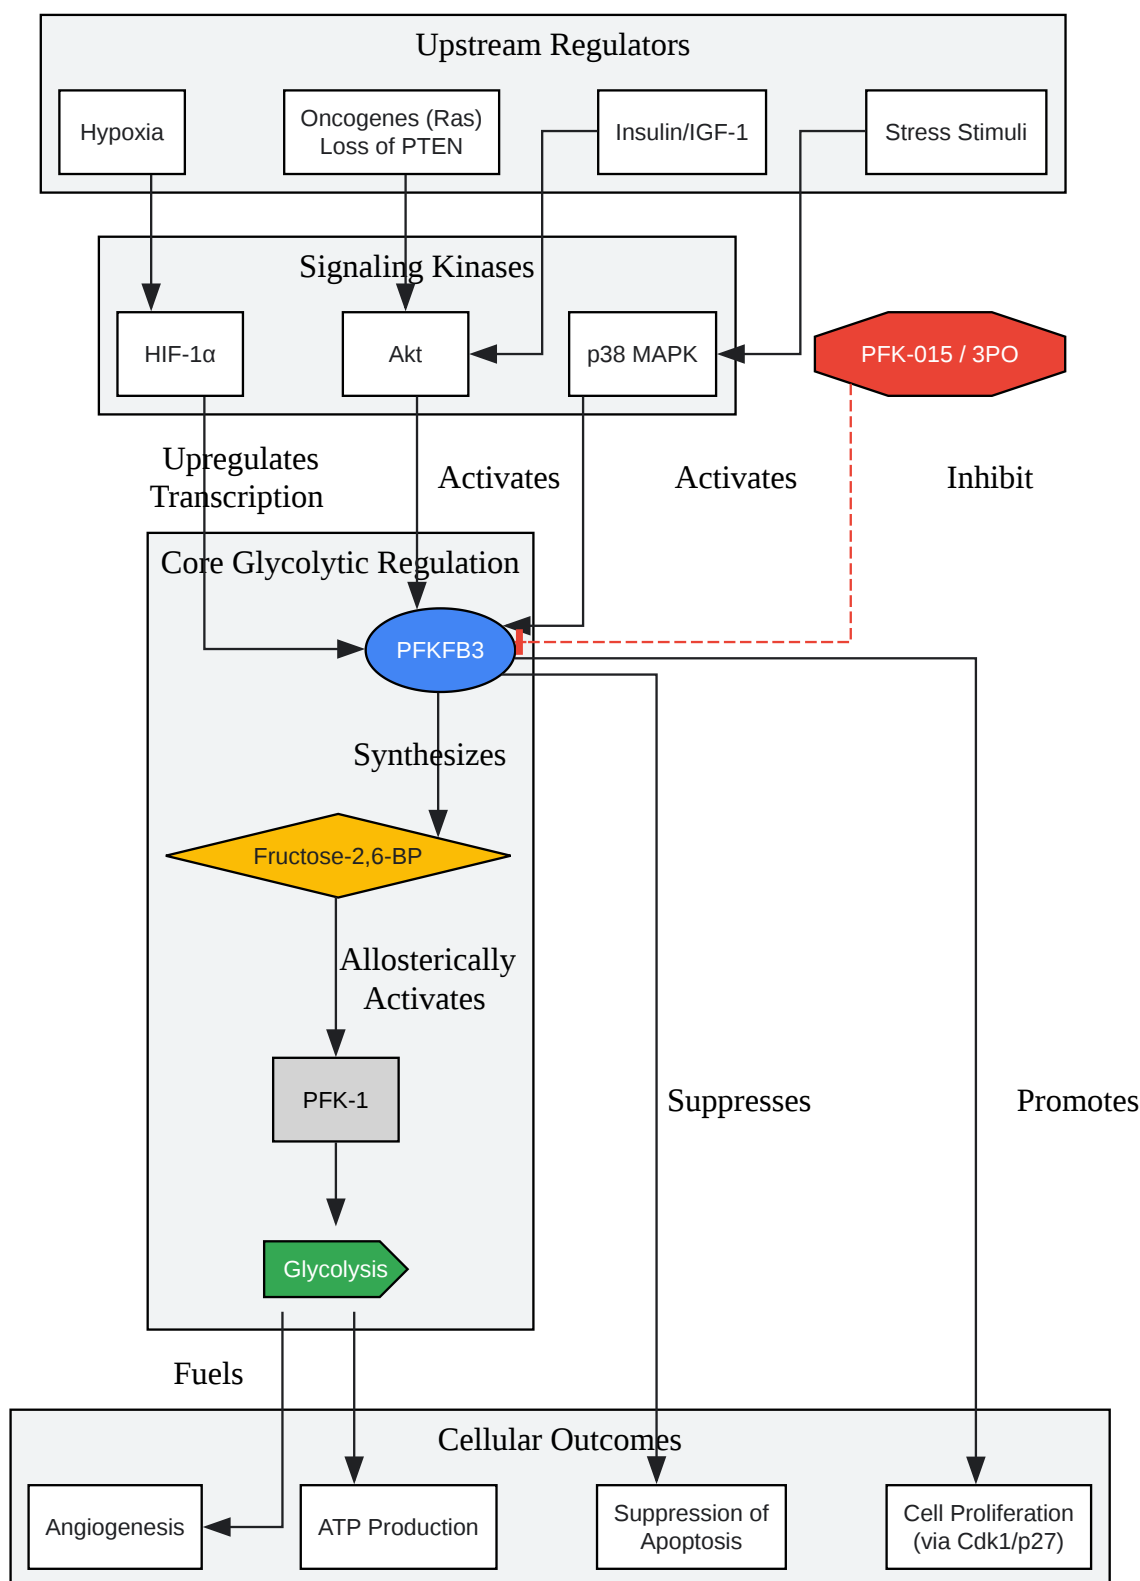 Upstream Regulators
Hypoxia
Oncogenes (Ras)
Loss of PTEN
Insulin/IGF-1
Stress Stimuli
Signaling Kinases
HIF-1α
Akt
p38 MAPK
PFK-015 / 3PO
Upregulates
Transcription
Activates
Activates
Inhibit
Core Glycolytic Regulation
PFKFB3
Synthesizes
Fructose-2,6-BP
Allosterically
Activates
PFK-1
Suppresses
Promotes
Glycolysis
Fuels
Cellular Outcomes
Angiogenesis
ATP Production
Suppression of
Apoptosis
Cell Proliferation
(via Cdk1/p27)